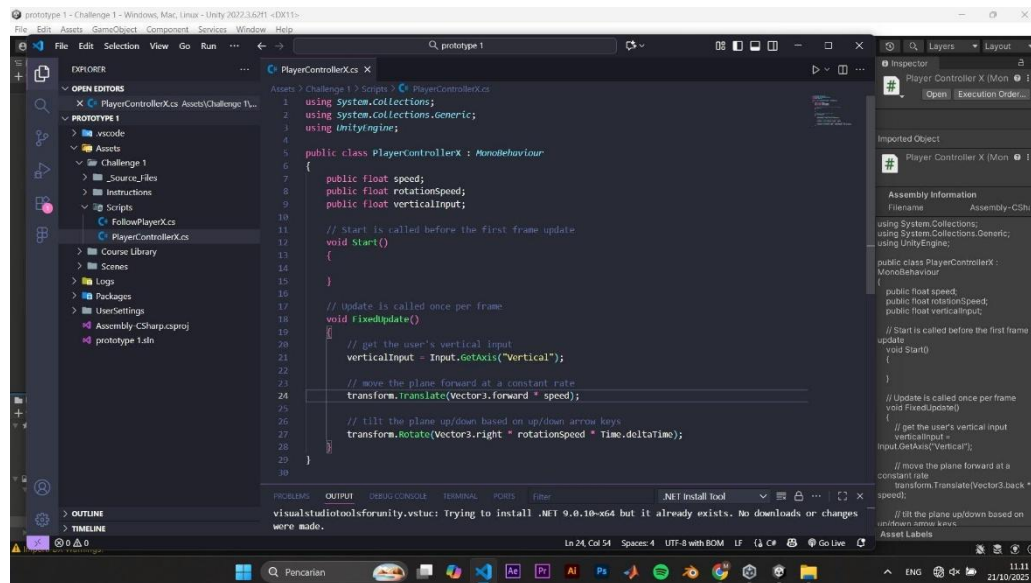 prototype 1 - Challenge 1 - Windows, Mac, Linux - Unity 2022.3.62f1 <DX11>
File Edit Assets GameObject Component Services Window Help
File Edit Selection View Go Run ...
prototype 1
Layers
Layout
EXPLORER
OPEN EDITORS
PlayerControllerX.cs Assets\Challenge 1\...
PROTOTYPE 1
.vscode
Assets
Challenge 1
_Source_Files
Instructions
Scripts
FollowPlayerX.cs
PlayerControllerX.cs
Course Library
Scenes
Logs
Packages
UserSettings
Assembly-CSharp.csproj
prototype 1.sln
OUTLINE
TIMELINE
PlayerControllerX.cs
Assets > Challenge 1 > Scripts > PlayerControllerX.cs
1 using System.Collections;
2 using System.Collections.Generic;
3 using UnityEngine;
4
5 public class PlayerControllerX : MonoBehaviour
6 {
7 public float speed;
8 public float rotationSpeed;
9 public float verticalInput;
10
11 // Start is called before the first frame update
12 void Start()
13 {
14
15 }
16
17 // Update is called once per frame
18 void FixedUpdate()
19 {
20 // get the user's vertical input
21 verticalInput = Input.GetAxis("Vertical");
22
23 // move the plane forward at a constant rate
24 transform.Translate(Vector3.forward * speed);
25
26 // tilt the plane up/down based on up/down arrow keys
27 transform.Rotate(Vector3.right * rotationSpeed * Time.deltaTime);
28 }
29 }
30
PROBLEMS OUTPUT DEBUG CONSOLE TERMINAL PORTS Filter .NET Install Tool
visualstudiotoolsforunity.vstuc: Trying to install .NET 9.0.10~x64 but it already exists. No downloads or changes
were made.
0 0 Ln 24, Col 54 Spaces: 4 UTF-8 with BOM LF C# Go Live
Inspector
Player Controller X (Mon
Open Execution Order...
Imported Object
Player Controller X (Mon
Assembly Information
Filename Assembly-CSh
using System.Collections;
using System.Collections.Generic;
using UnityEngine;
public class PlayerControllerX :
MonoBehaviour
{
public float speed;
public float rotationSpeed;
public float verticalInput;
// Start is called before the first frame
update
void Start()
{
}
// Update is called once per frame
void FixedUpdate()
{
// get the user's vertical input
verticalInput =
Input.GetAxis("Vertical");
// move the plane forward at a
constant rate
transform.Translate(Vector3.back *
speed);
// tilt the plane up/down based on
up/down arrow keys
Asset Labels
Pencarian
Ae
Pr
Ai
Ps
ENG
11.11
21/10/2025